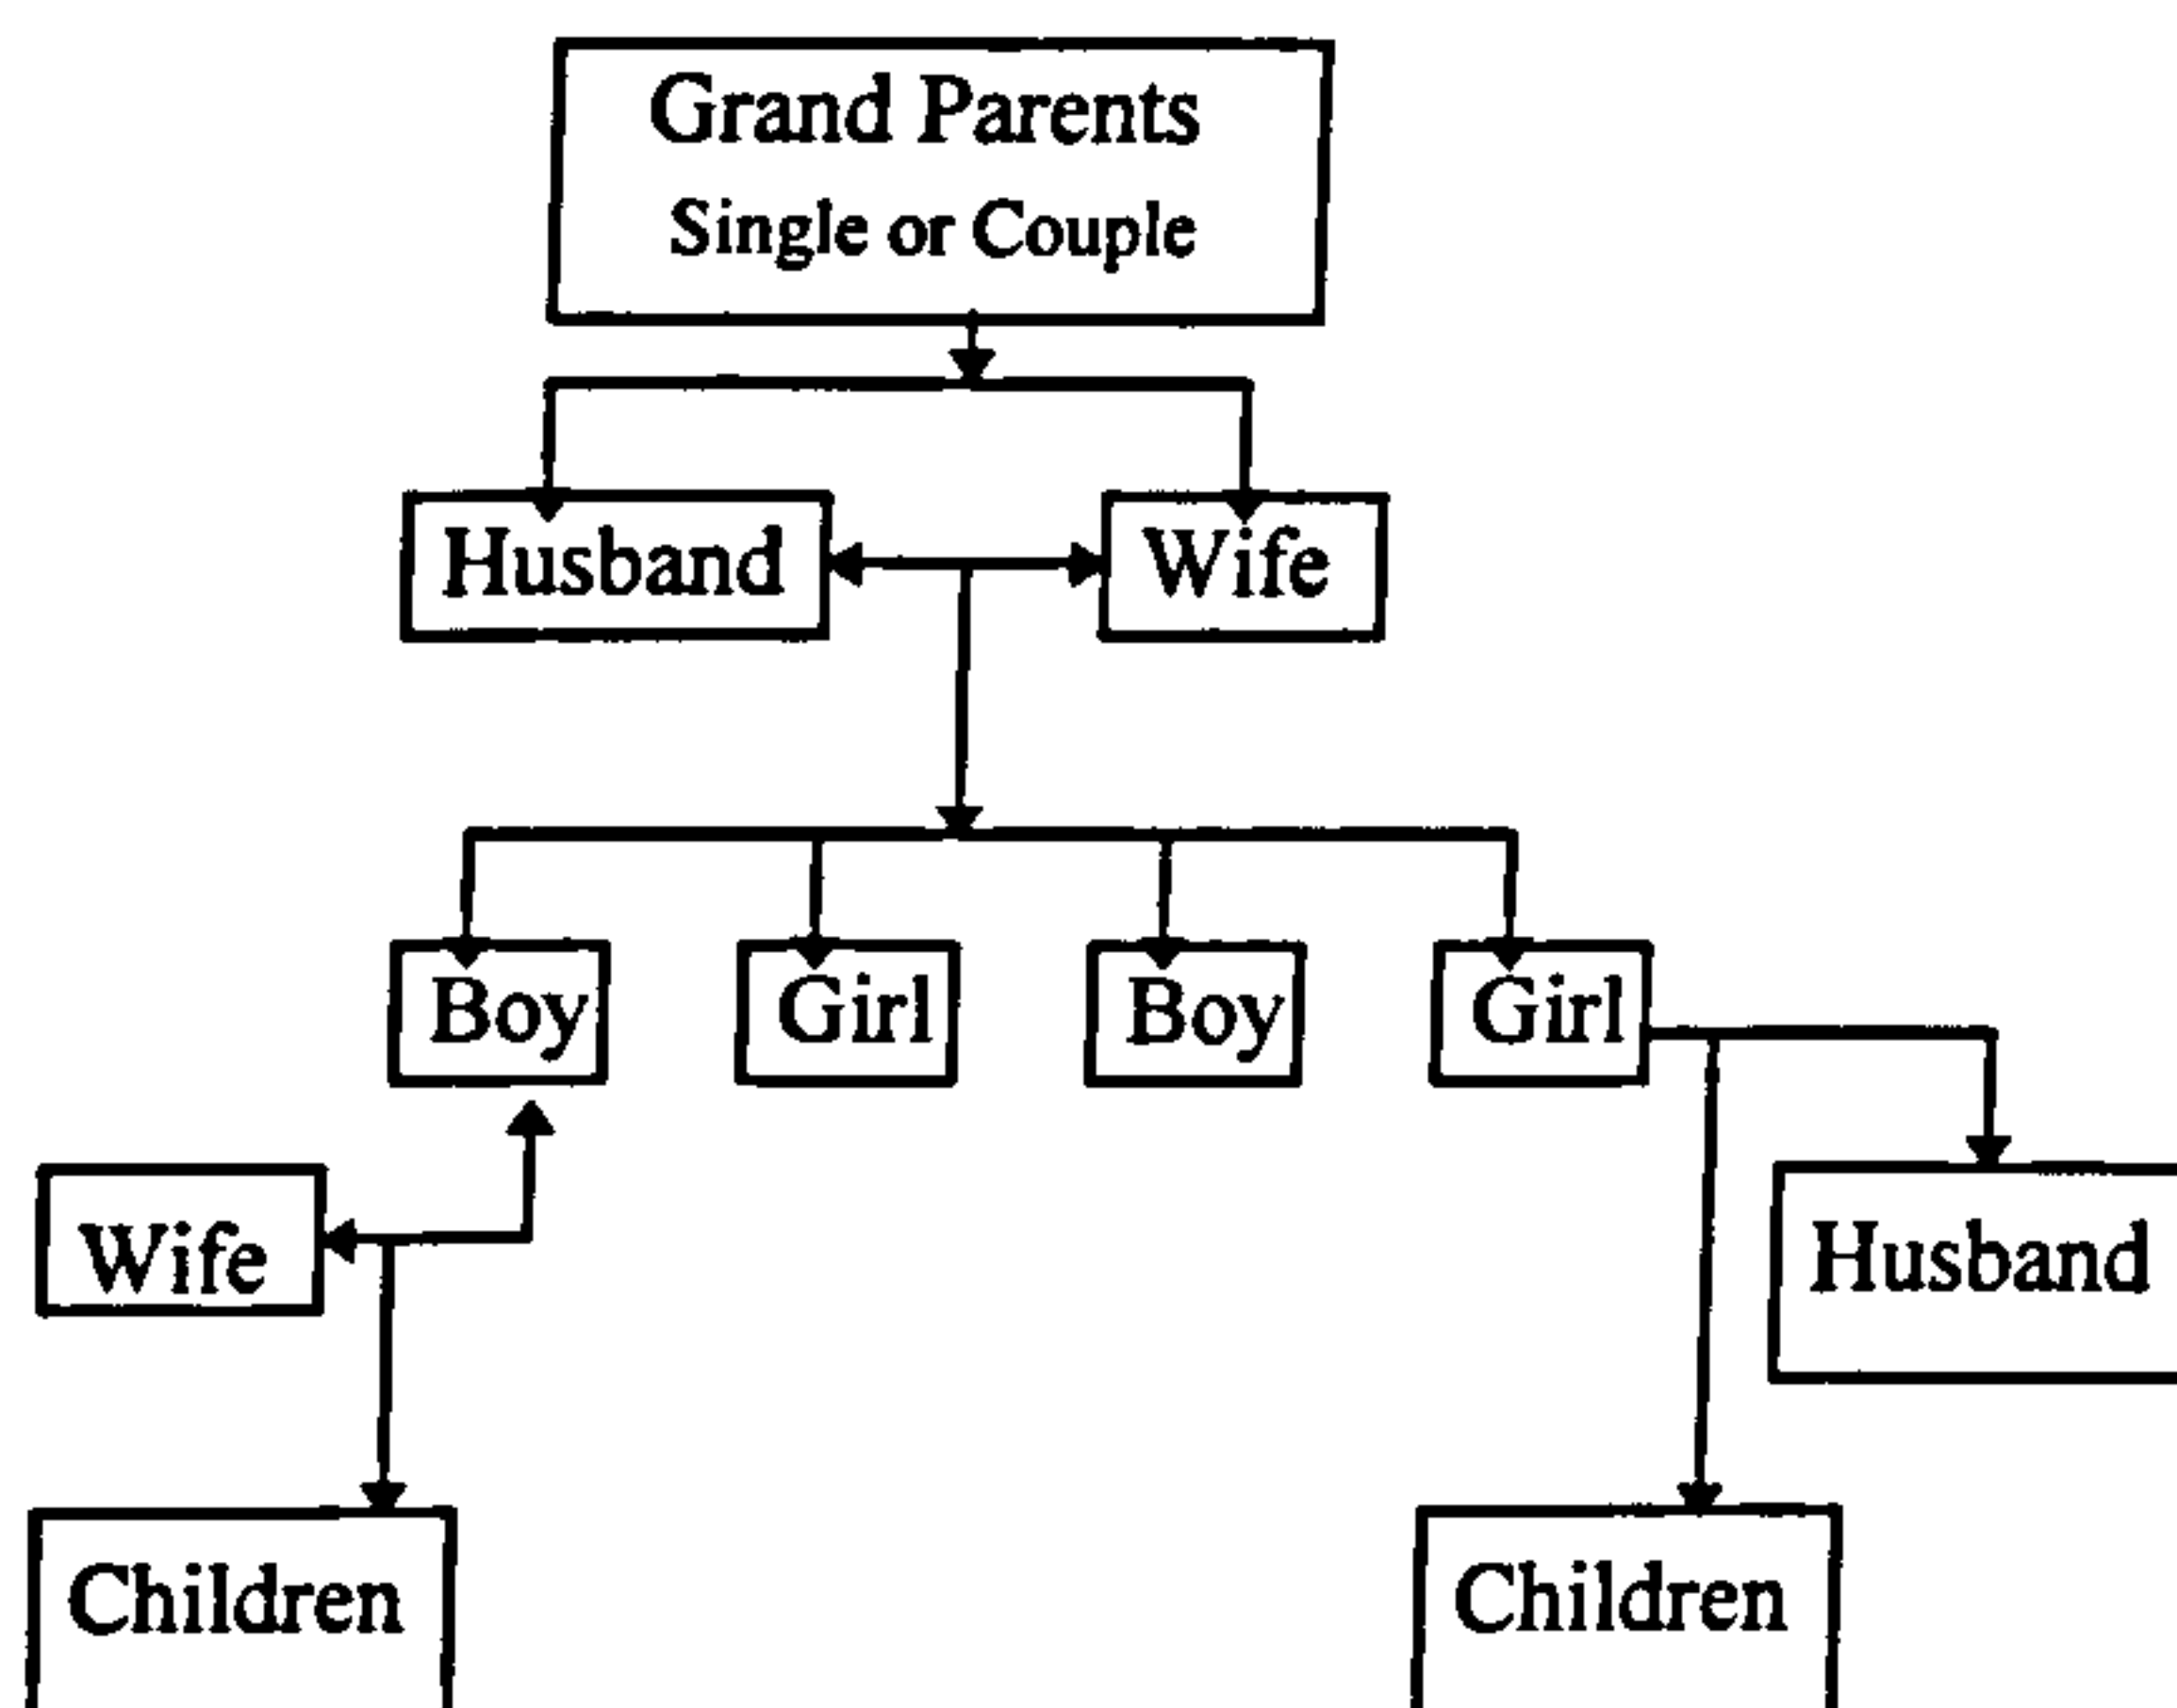 Grand Parents
Single or Couple
Husband
Wife
Boy
Girl
Boy
Girl
Wife
Husband
Children
Children